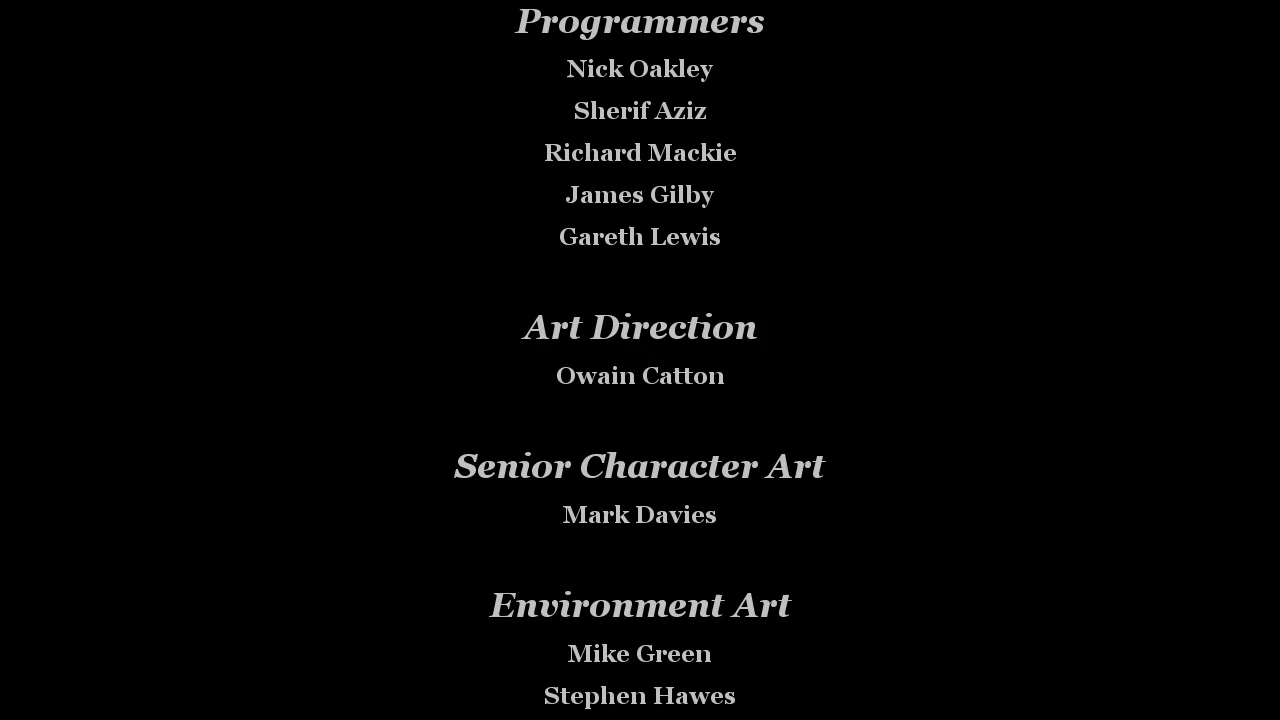 Programmers
Nick Oakley
Sherif Aziz
Richard Mackie
James Gilby
Gareth Lewis
Art Direction
Owain Catton
Senior Character Art
Mark Davies
Environment Art
Mike Green
Stephen Hawes